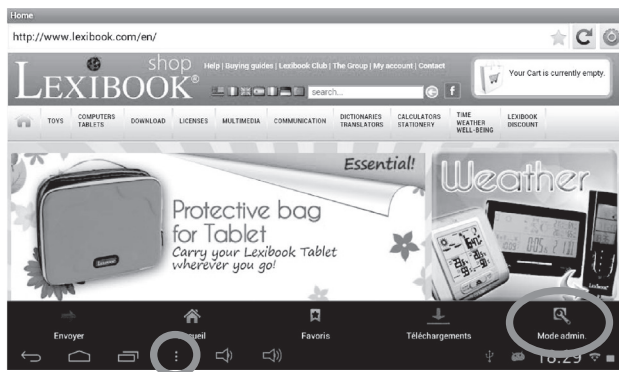 Home
http://www.lexibook.com/en/
shop
Help | Buying guides | Lexibook Club | The Group | My account | Contact
LEXIBOOK®
search...
f
Your Cart is currently empty.
TOYS
COMPUTERS
TABLETS
DOWNLOAD
LICENSES
MULTIMEDIA
COMMUNICATION
DICTIONARIES
TRANSLATORS
CALCULATORS
STATIONERY
TIME
WEATHER
WELL-BEING
LEXIBOOK
DISCOUNT
Essential!
Weather
Protective bag
for Tablet
Carry your Lexibook Tablet
wherever you go!
Envoyer
Favoris
Téléchargements
Mode admin.
18:29